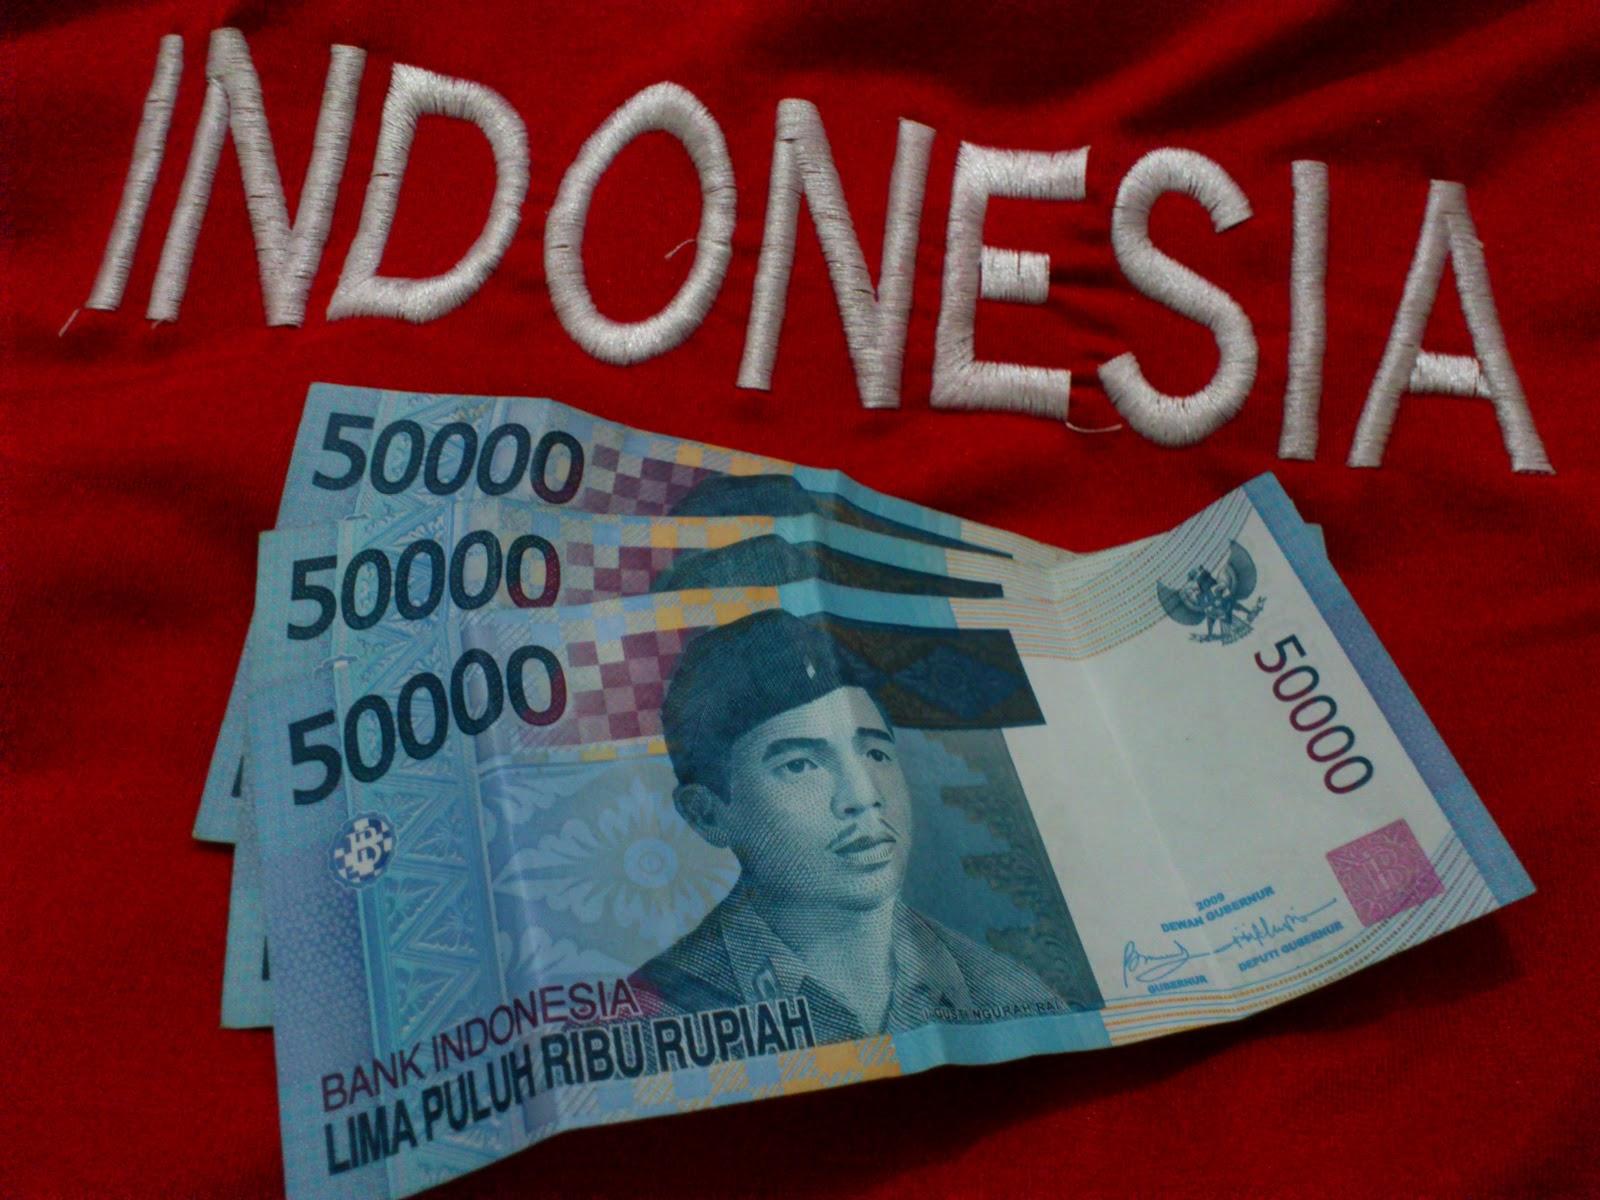 INDONESIA
50000
50000
50000
50000
2009
DEWAN GUBERNUR
GUBERNUR
DEPUTI GUBERNUR
I GUSTI NGURAH RAI
BANK INDONESIA
LIMA PULUH RIBU RUPIAH